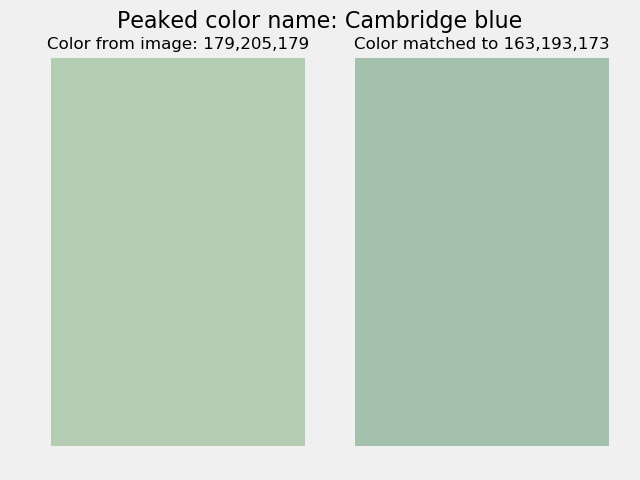 Peaked color name: Cambridge blue
Color from image: 179,205,179
Color matched to 163,193,173